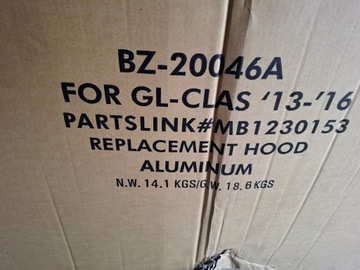 BZ-20046A
FOR GL-CLAS '13-'16
PARTSLINK#MB1230153
REPLACEMENT HOOD
ALUMINUM
N.W. 14.1 KGS/G.W. 18.6 KGS